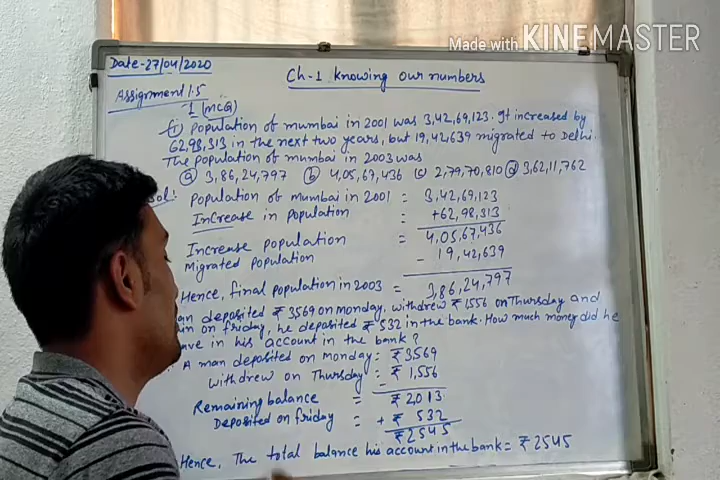 Made with KINEMASTER
Date-27/04/2020
Ch-1 Knowing our numbers
Assignment 1.5
1 (MCQ)
(i) Population of mumbai in 2001 was 3,42,69,123. It increased by
62,98,313 in the next two years, but 19,42,639 migrated to Delhi.
The population of mumbai in 2003 was
(a) 3,86,24,797 (b) 4,05,67,436 (c) 2,79,70,810 (d) 3,62,11,762
Sol: Population of mumbai in 2001 = 3,42,69,123
Increase in population = +62,98,313
Increase population = 4,05,67,436
Migrated population - 19,42,639
Hence, final population in 2003 = 3,86,24,797
deposited ₹ 3569 on monday, withdrew ₹ 1556 on Thursday and
on friday, he deposited ₹ 532 in the bank. How much money did he
in his account in the bank?
A man deposited on Monday = ₹ 3569
withdrew on Thursday = - ₹ 1,556
Remaining balance = ₹ 2013
Deposited on friday = + ₹ 532
₹2545
Hence, The total balance his account in the bank = ₹ 2545